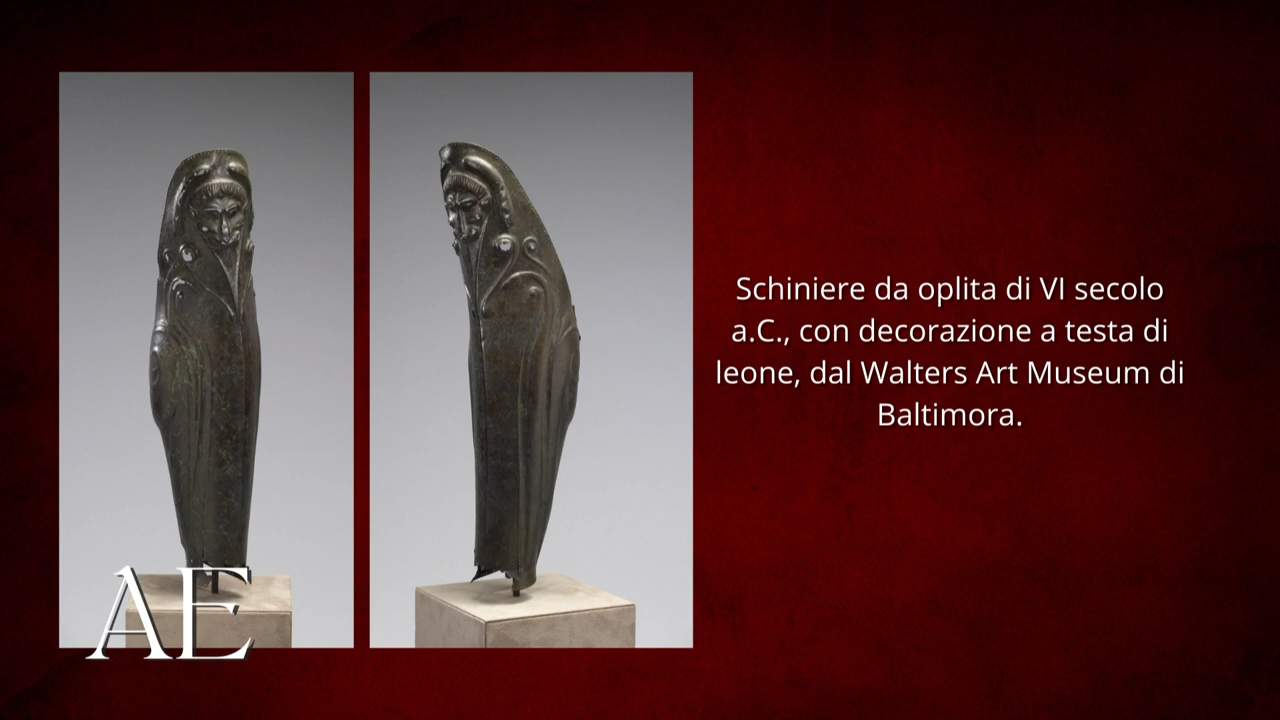 Schiniere da oplita di VI secolo
a.C., con decorazione a testa di
leone, dal Walters Art Museum di
Baltimora.
AE